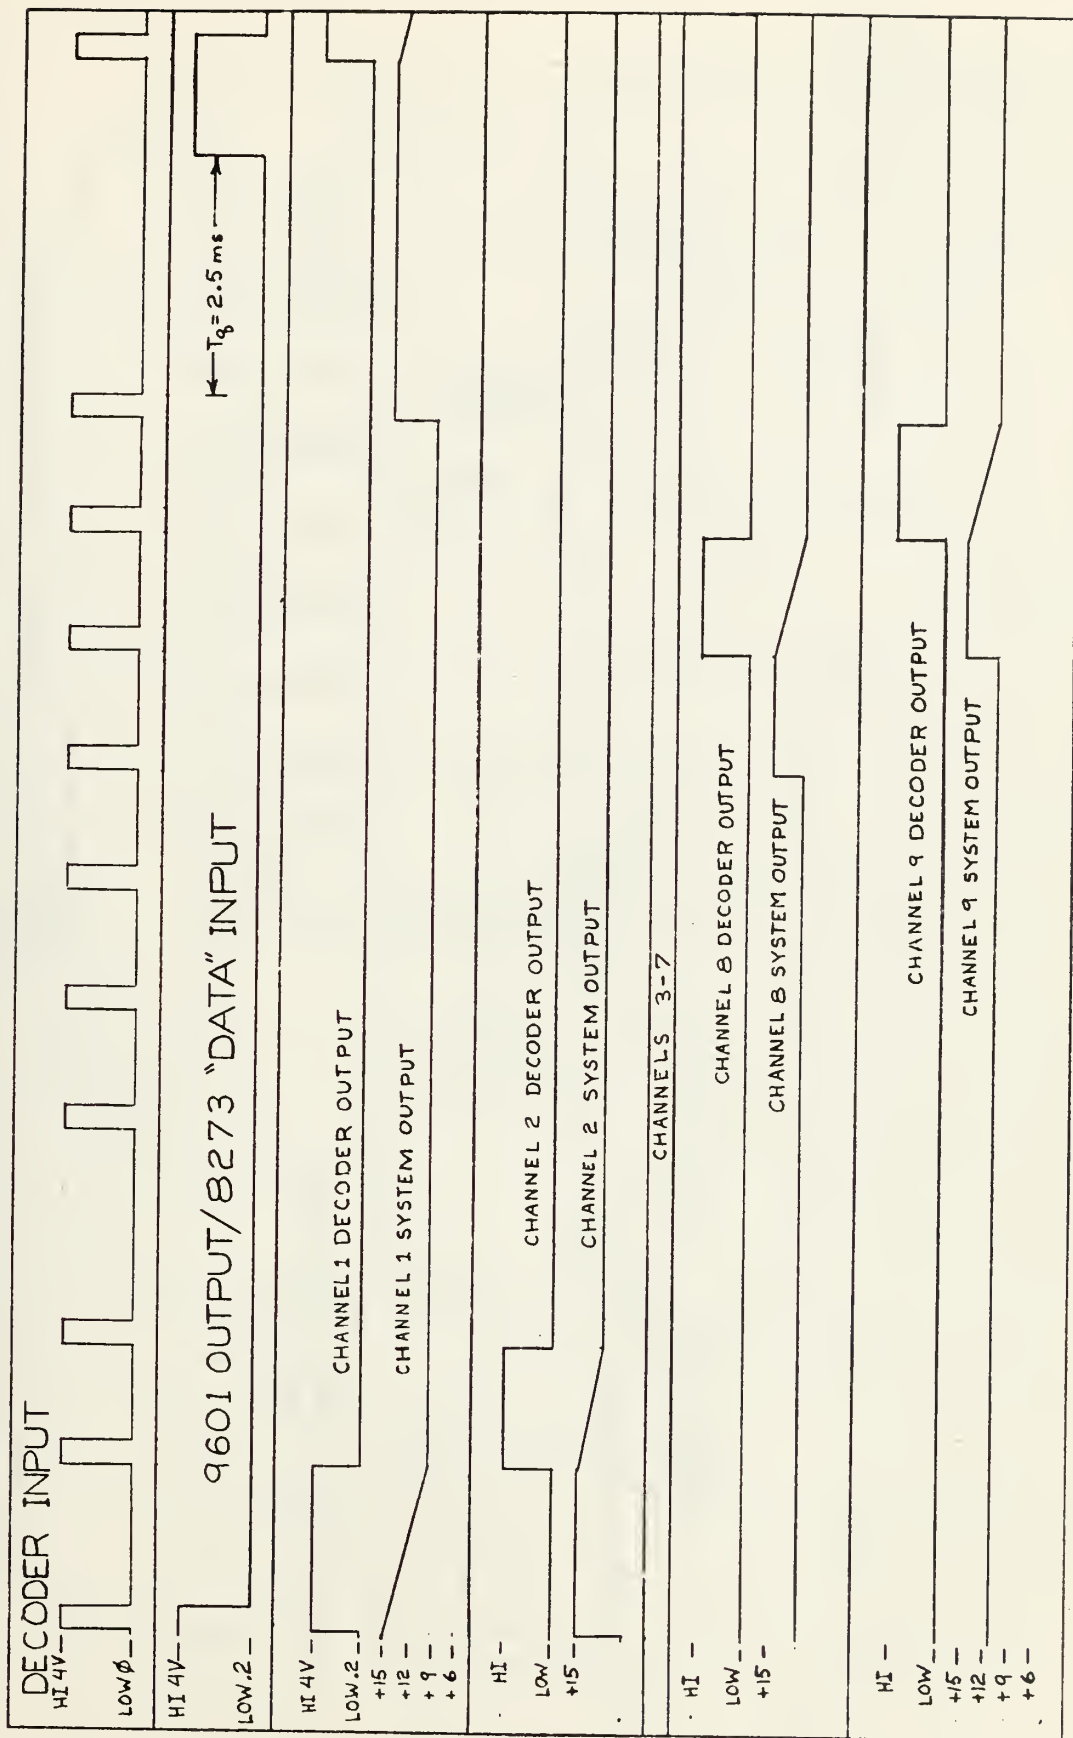 DECODER INPUT
HI 4V
LOW Ø
HI 4V
LOW .2
9601 OUTPUT/8273 "DATA" INPUT
T8=2.5ms
HI 4V
LOW .2
+15
+12
+9
+6
CHANNEL 1 DECODER OUTPUT
CHANNEL 1 SYSTEM OUTPUT
HI
LOW
+15
CHANNEL 2 DECODER OUTPUT
CHANNEL 2 SYSTEM OUTPUT
CHANNELS 3-7
HI
LOW
+15
CHANNEL 8 DECODER OUTPUT
CHANNEL 8 SYSTEM OUTPUT
HI
LOW
+15
+12
+9
+6
CHANNEL 9 DECODER OUTPUT
CHANNEL 9 SYSTEM OUTPUT